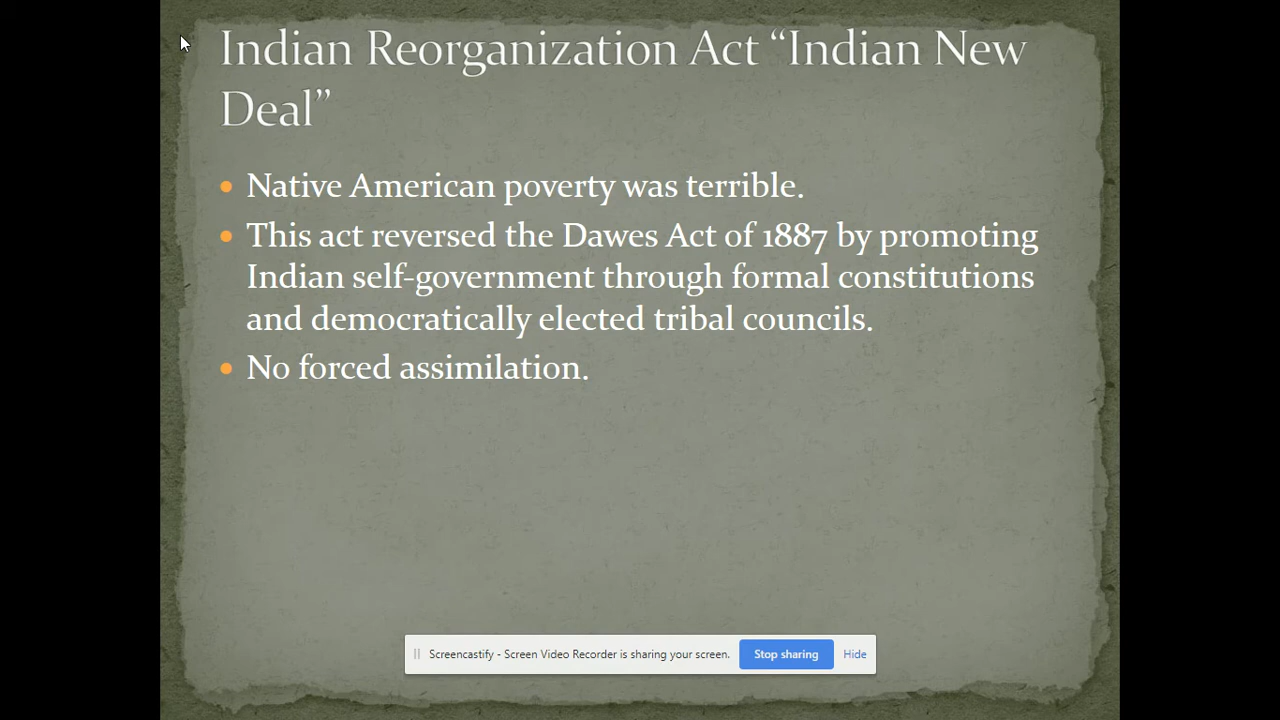 Indian Reorganization Act “Indian New
Deal”
• Native American poverty was terrible.
• This act reversed the Dawes Act of 1887 by promoting
Indian self-government through formal constitutions
and democratically elected tribal councils.
• No forced assimilation.
Screencastify - Screen Video Recorder is sharing your screen. Stop sharing Hide